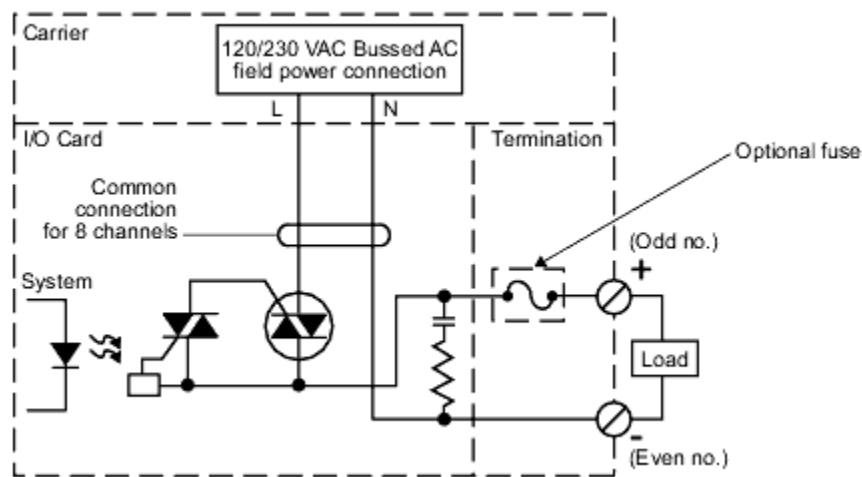 Carrier
120/230 VAC Bussed AC
field power connection
L
N
I/O Card
Termination
Optional fuse
Common
connection
for 8 channels
(Odd no.)
+
System
Load
-
(Even no.)